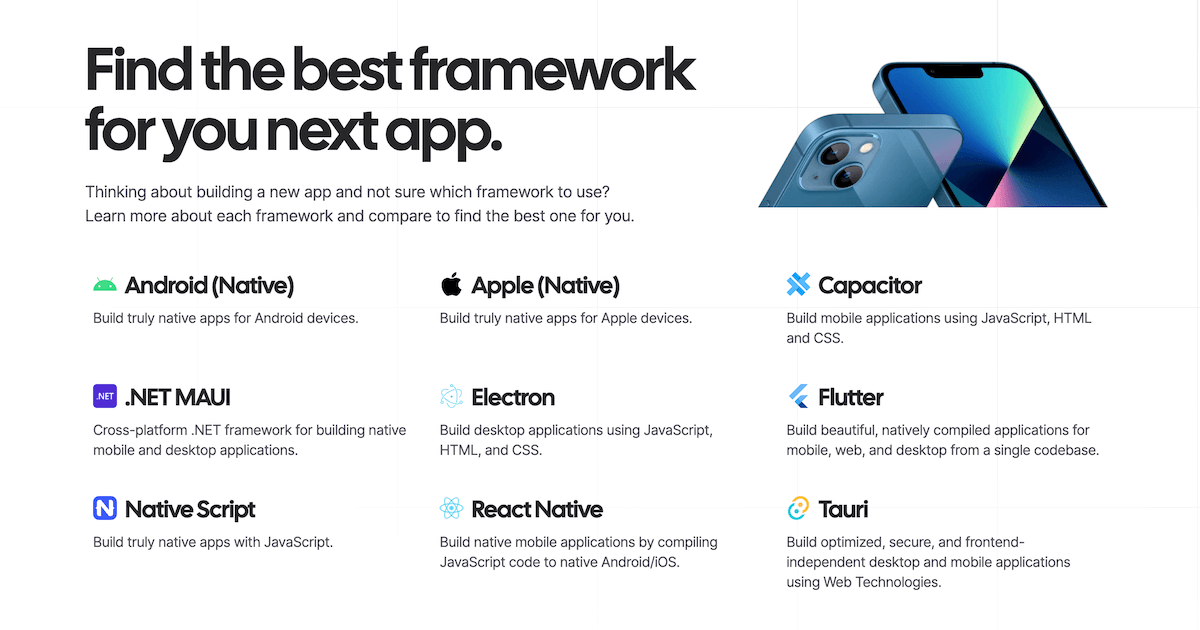 Find the best framework
for you next app.
Thinking about building a new app and not sure which framework to use?
Learn more about each framework and compare to find the best one for you.
Android (Native)
Build truly native apps for Android devices.
Apple (Native)
Build truly native apps for Apple devices.
Capacitor
Build mobile applications using JavaScript, HTML
and CSS.
.NET
.NET MAUI
Cross-platform .NET framework for building native
mobile and desktop applications.
Electron
Build desktop applications using JavaScript,
HTML, and CSS.
Flutter
Build beautiful, natively compiled applications for
mobile, web, and desktop from a single codebase.
Native Script
Build truly native apps with JavaScript.
React Native
Build native mobile applications by compiling
JavaScript code to native Android/iOS.
Tauri
Build optimized, secure, and frontend-
independent desktop and mobile applications
using Web Technologies.